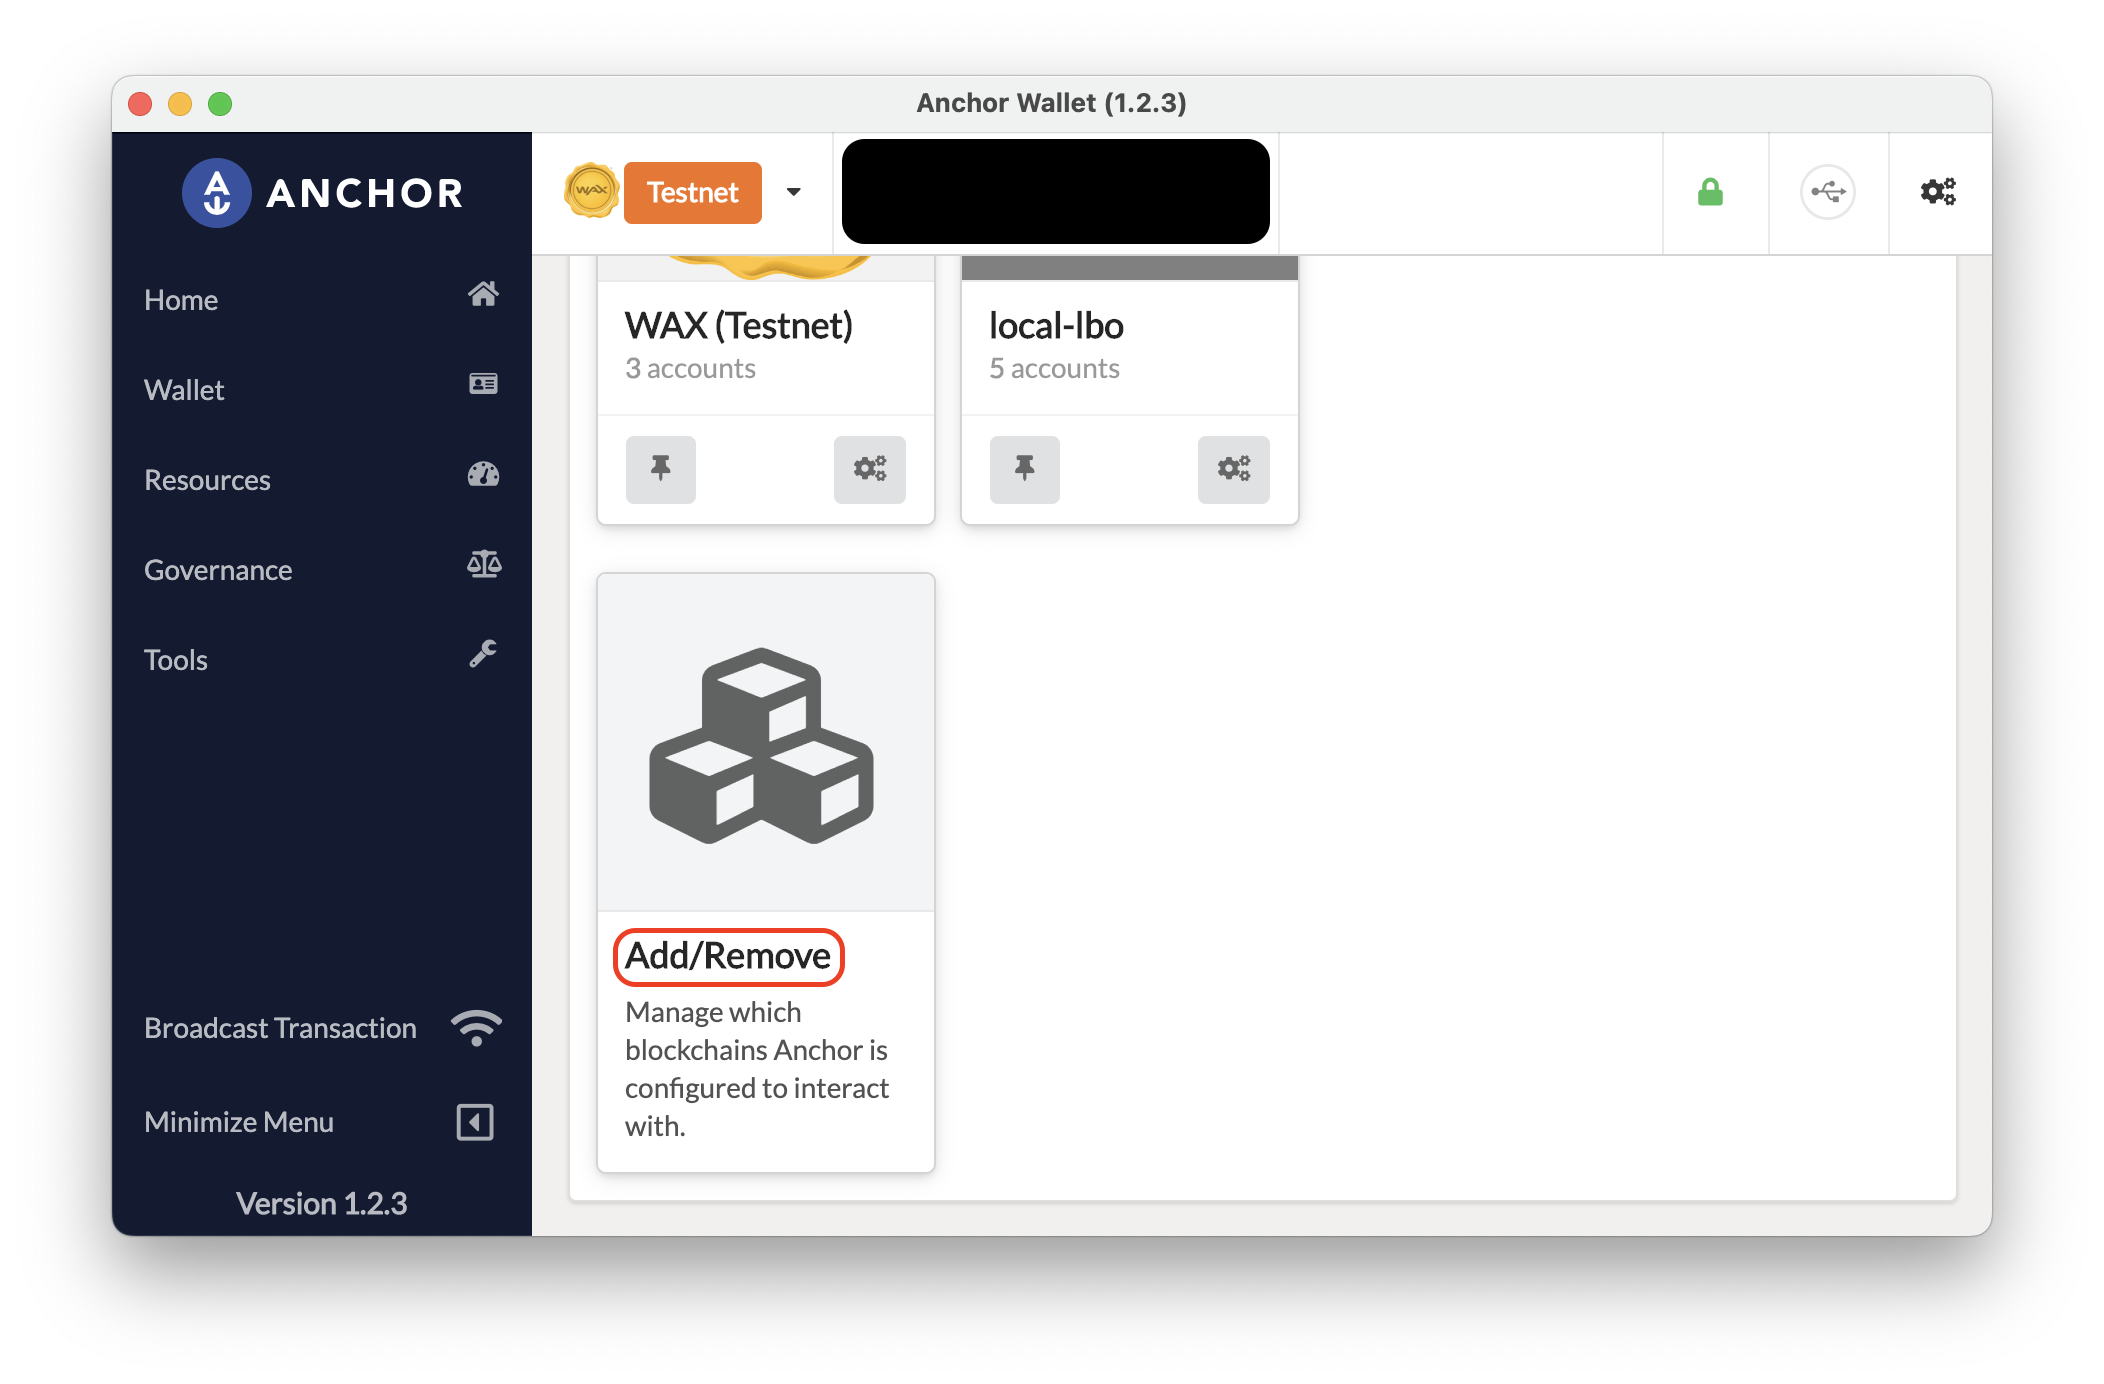 Anchor Wallet (1.2.3)
ANCHOR
WAX
Testnet
Home
Wallet
Resources
Governance
Tools
Broadcast Transaction
Minimize Menu
Version 1.2.3
WAX (Testnet)
3 accounts
local-lbo
5 accounts
Add/Remove
Manage which
blockchains Anchor is
configured to interact
with.